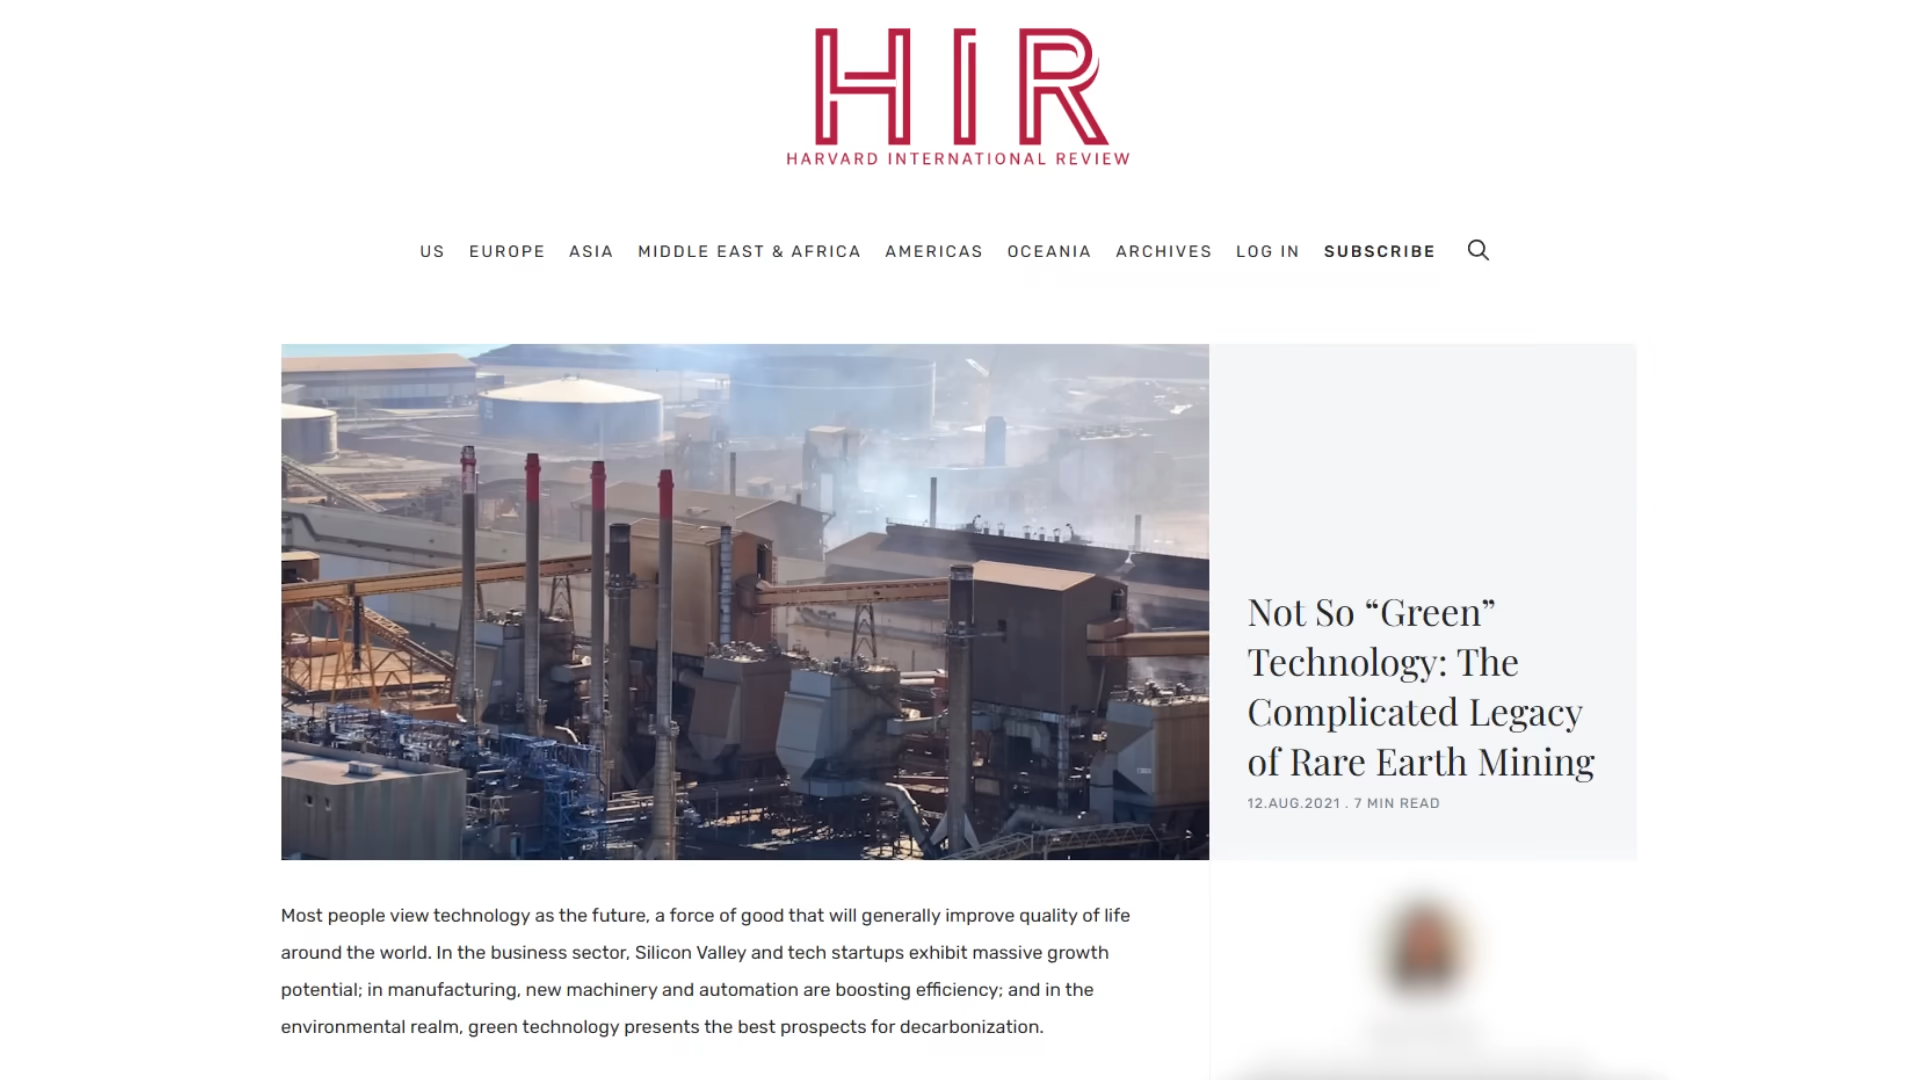 HIR
HARVARD INTERNATIONAL REVIEW
US EUROPE ASIA MIDDLE EAST & AFRICA AMERICAS OCEANIA ARCHIVES LOG IN SUBSCRIBE
Not So “Green”
Technology: The
Complicated Legacy
of Rare Earth Mining
12.AUG.2021 . 7 MIN READ
Most people view technology as the future, a force of good that will generally improve quality of life
around the world. In the business sector, Silicon Valley and tech startups exhibit massive growth
potential; in manufacturing, new machinery and automation are boosting efficiency; and in the
environmental realm, green technology presents the best prospects for decarbonization.